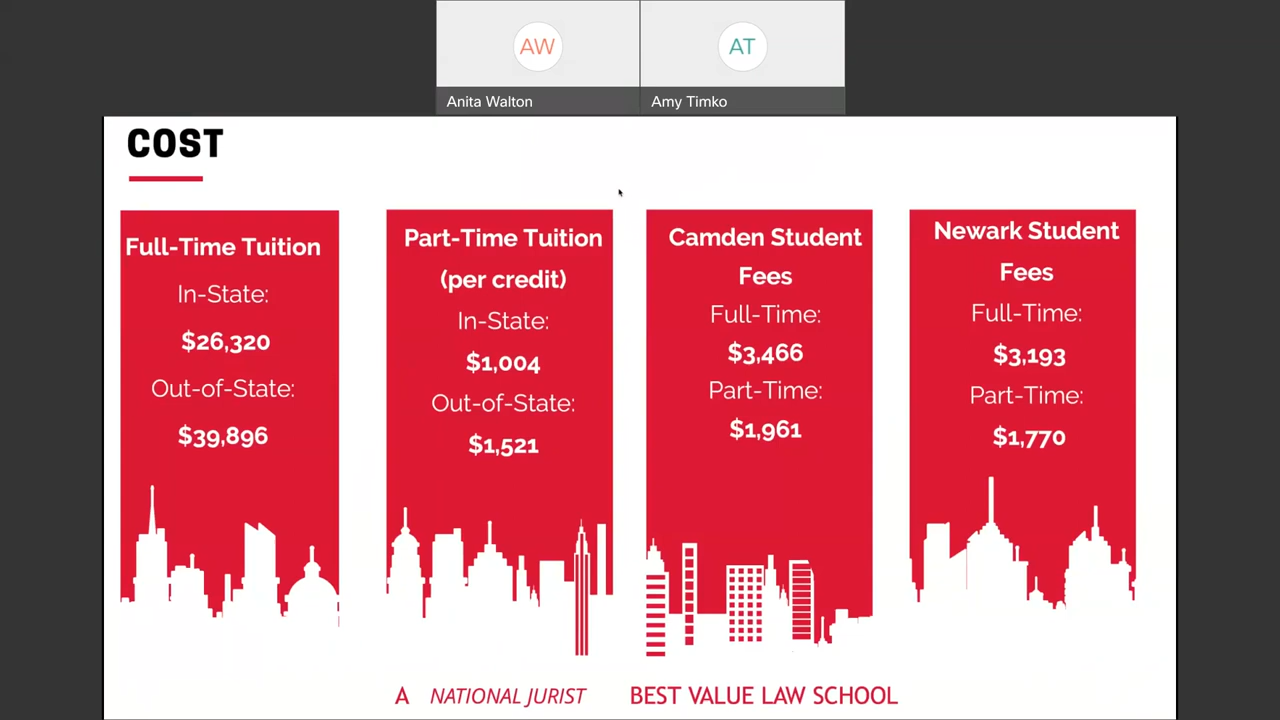 AW
AT
Anita Walton
Amy Timko
COST
Full-Time Tuition
In-State:
$26,320
Out-of-State:
$39,896
Part-Time Tuition
(per credit)
In-State:
$1,004
Out-of-State:
$1,521
Camden Student
Fees
Full-Time:
$3,466
Part-Time:
$1,961
Newark Student
Fees
Full-Time:
$3,193
Part-Time:
$1,770
A NATIONAL JURIST BEST VALUE LAW SCHOOL